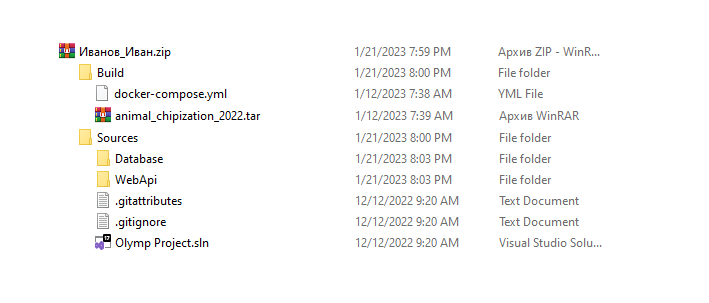 Иванов_Иван.zip 1/21/2023 7:59 PM Архив ZIP - WinR...
Build 1/21/2023 8:00 PM File folder
docker-compose.yml 1/12/2023 7:38 AM YML File
animal_chipization_2022.tar 1/12/2023 7:39 AM Архив WinRAR
Sources 1/21/2023 8:00 PM File folder
Database 1/21/2023 8:03 PM File folder
WebApi 1/21/2023 8:03 PM File folder
.gitattributes 12/12/2022 9:20 AM Text Document
.gitignore 12/12/2022 9:20 AM Text Document
Olymp Project.sln 12/12/2022 9:20 AM Visual Studio Solu...